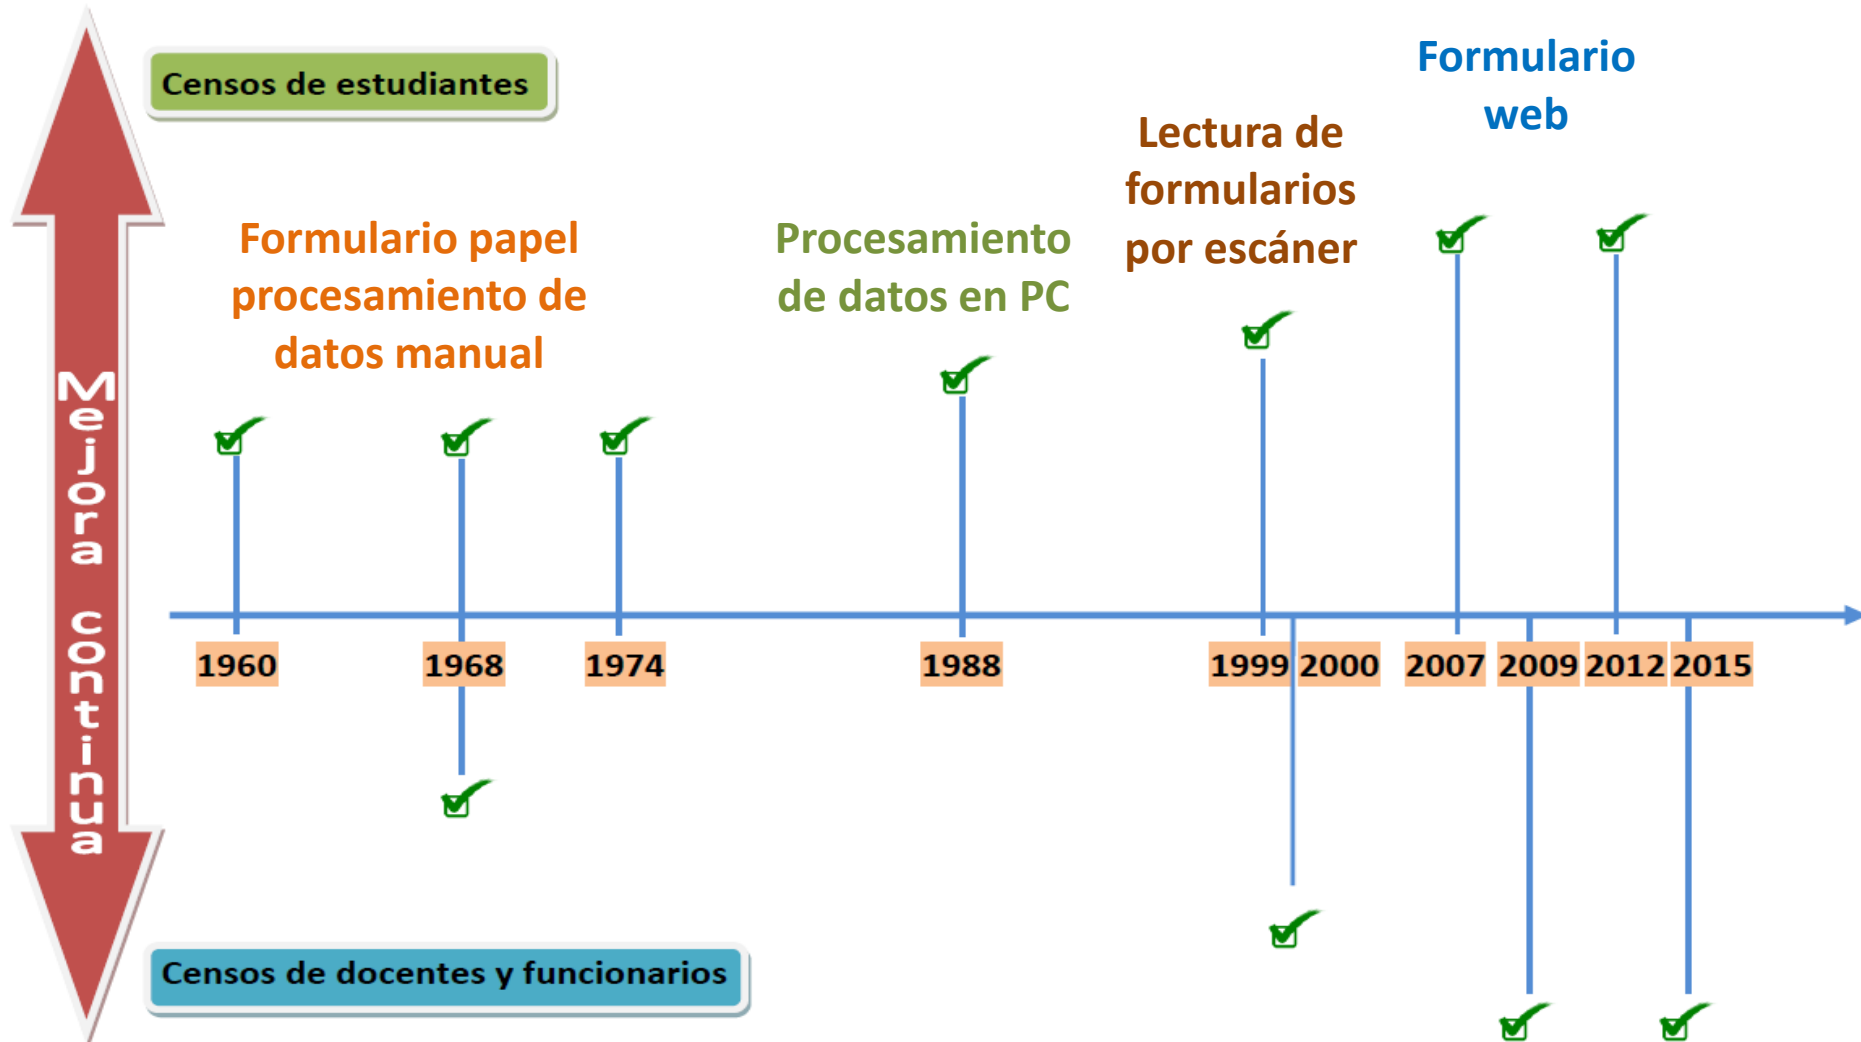 Censos de estudiantes
Formulario
web
Lectura de
formularios
por escáner
Formulario papel
procesamiento de
datos manual
Procesamiento
de datos en PC
Mejora continua
1960
1968
1974
1988
1999
2000
2007
2009
2012
2015
Censos de docentes y funcionarios